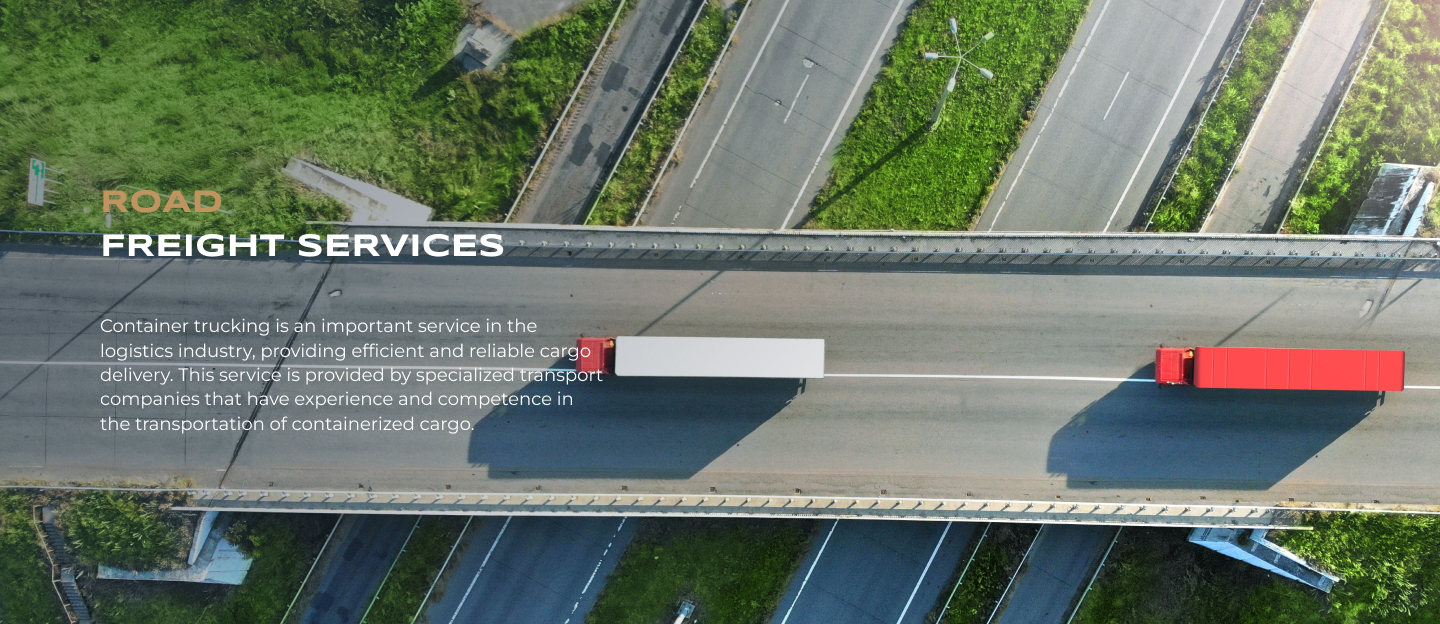 ROAD
FREIGHT SERVICES
Container trucking is an important service in the
logistics industry, providing efficient and reliable cargo
delivery. This service is provided by specialized transport
companies that have experience and competence in
the transportation of containerized cargo.